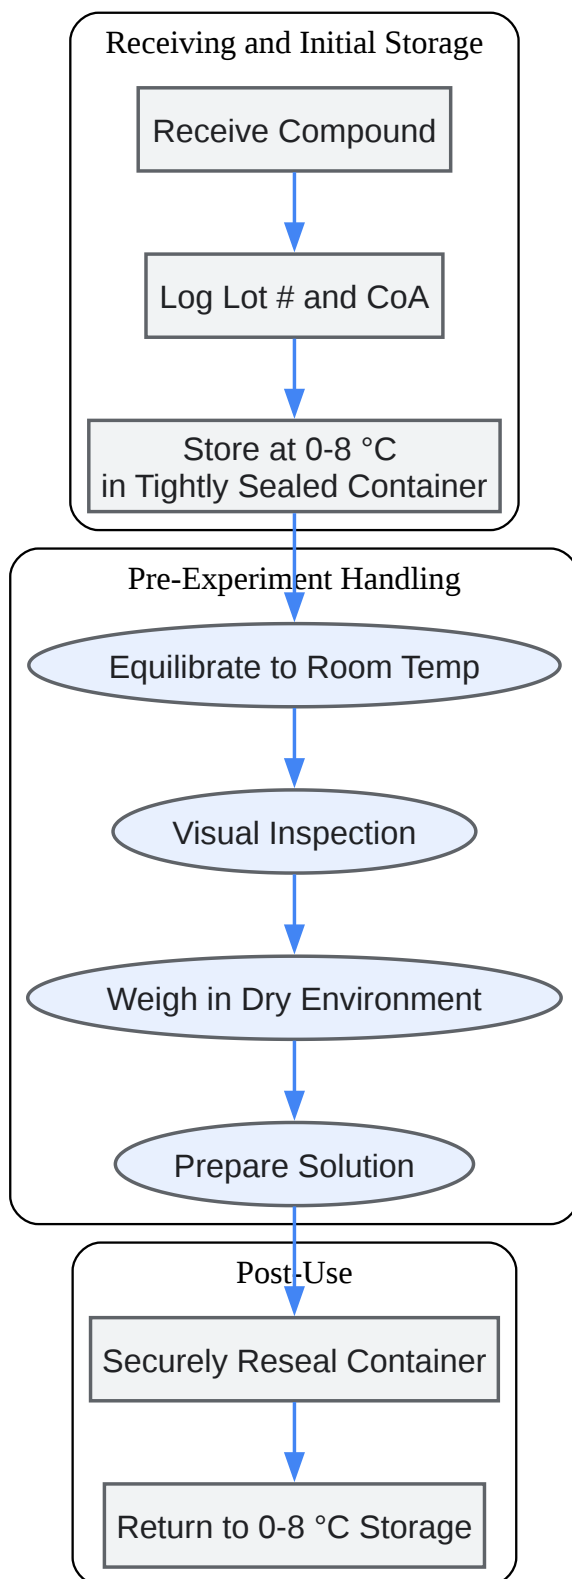 Receiving and Initial Storage
Receive Compound
Log Lot # and CoA
Store at 0-8 °C
in Tightly Sealed Container
Pre-Experiment Handling
Equilibrate to Room Temp
Visual Inspection
Weigh in Dry Environment
Prepare Solution
Post-Use
Securely Reseal Container
Return to 0-8 °C Storage